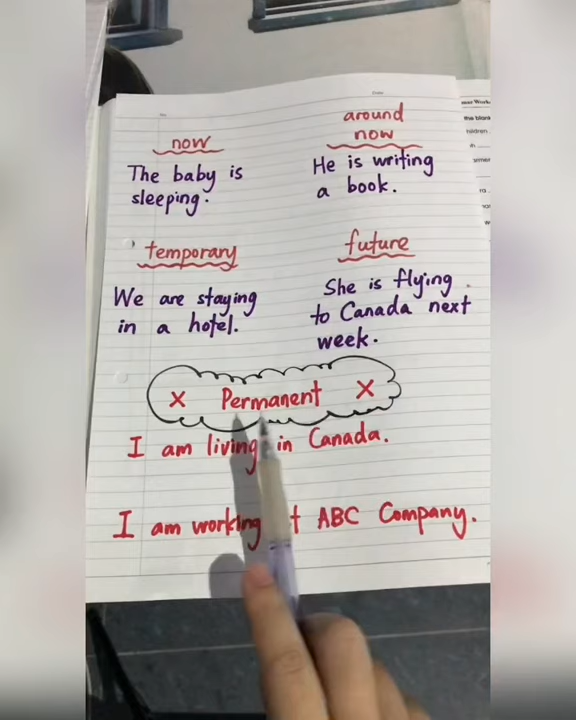 now
The baby is
sleeping.
around
now
He is writing
a book.
temporary
We are staying
in a hotel.
future
She is flying
to Canada next
week.
X Permanent X
I am living in Canada.
I am working at ABC Company.